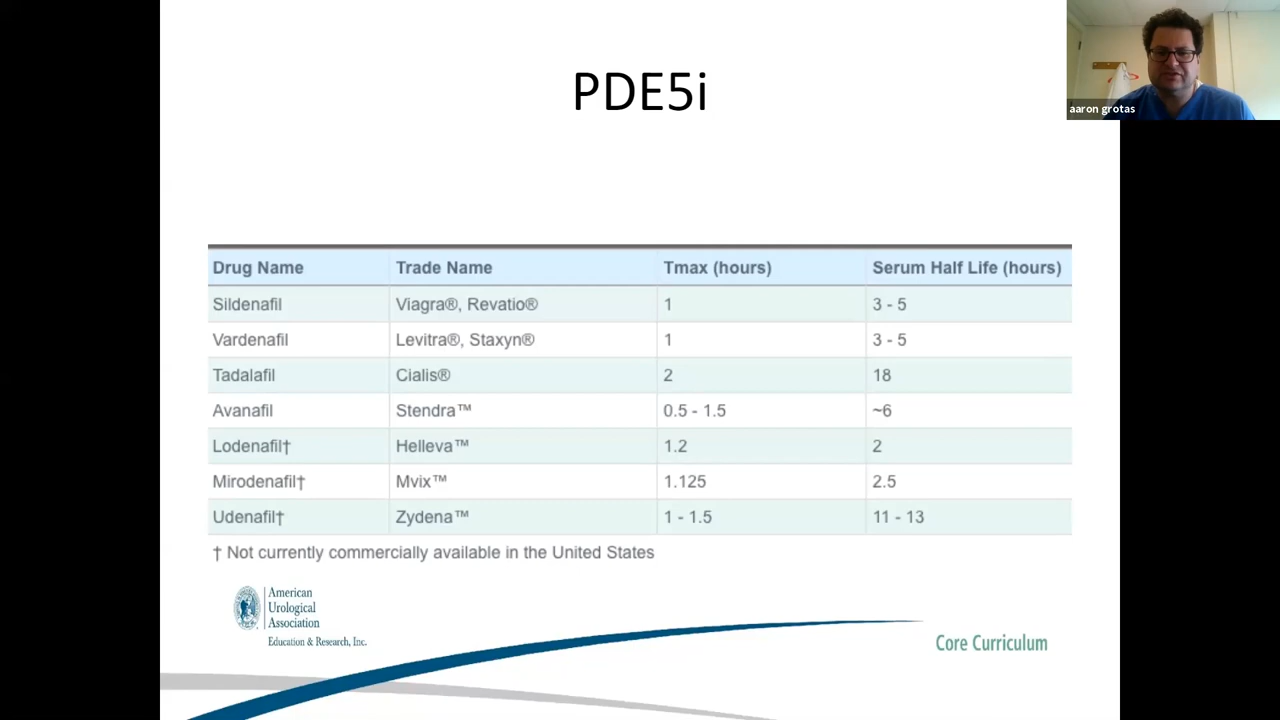 PDE5i
aaron grotas
Drug Name Trade Name Tmax (hours) Serum Half Life (hours)
Sildenafil Viagra®, Revatio® 1 3 - 5
Vardenafil Levitra®, Staxyn® 1 3 - 5
Tadalafil Cialis® 2 18
Avanafil Stendra™ 0.5 - 1.5 ~6
Lodenafil† Helleva™ 1.2 2
Mirodenafil† Mvix™ 1.125 2.5
Udenafil† Zydena™ 1 - 1.5 11 - 13
† Not currently commercially available in the United States
American
Urological
Association
Education & Research, Inc.
Core Curriculum